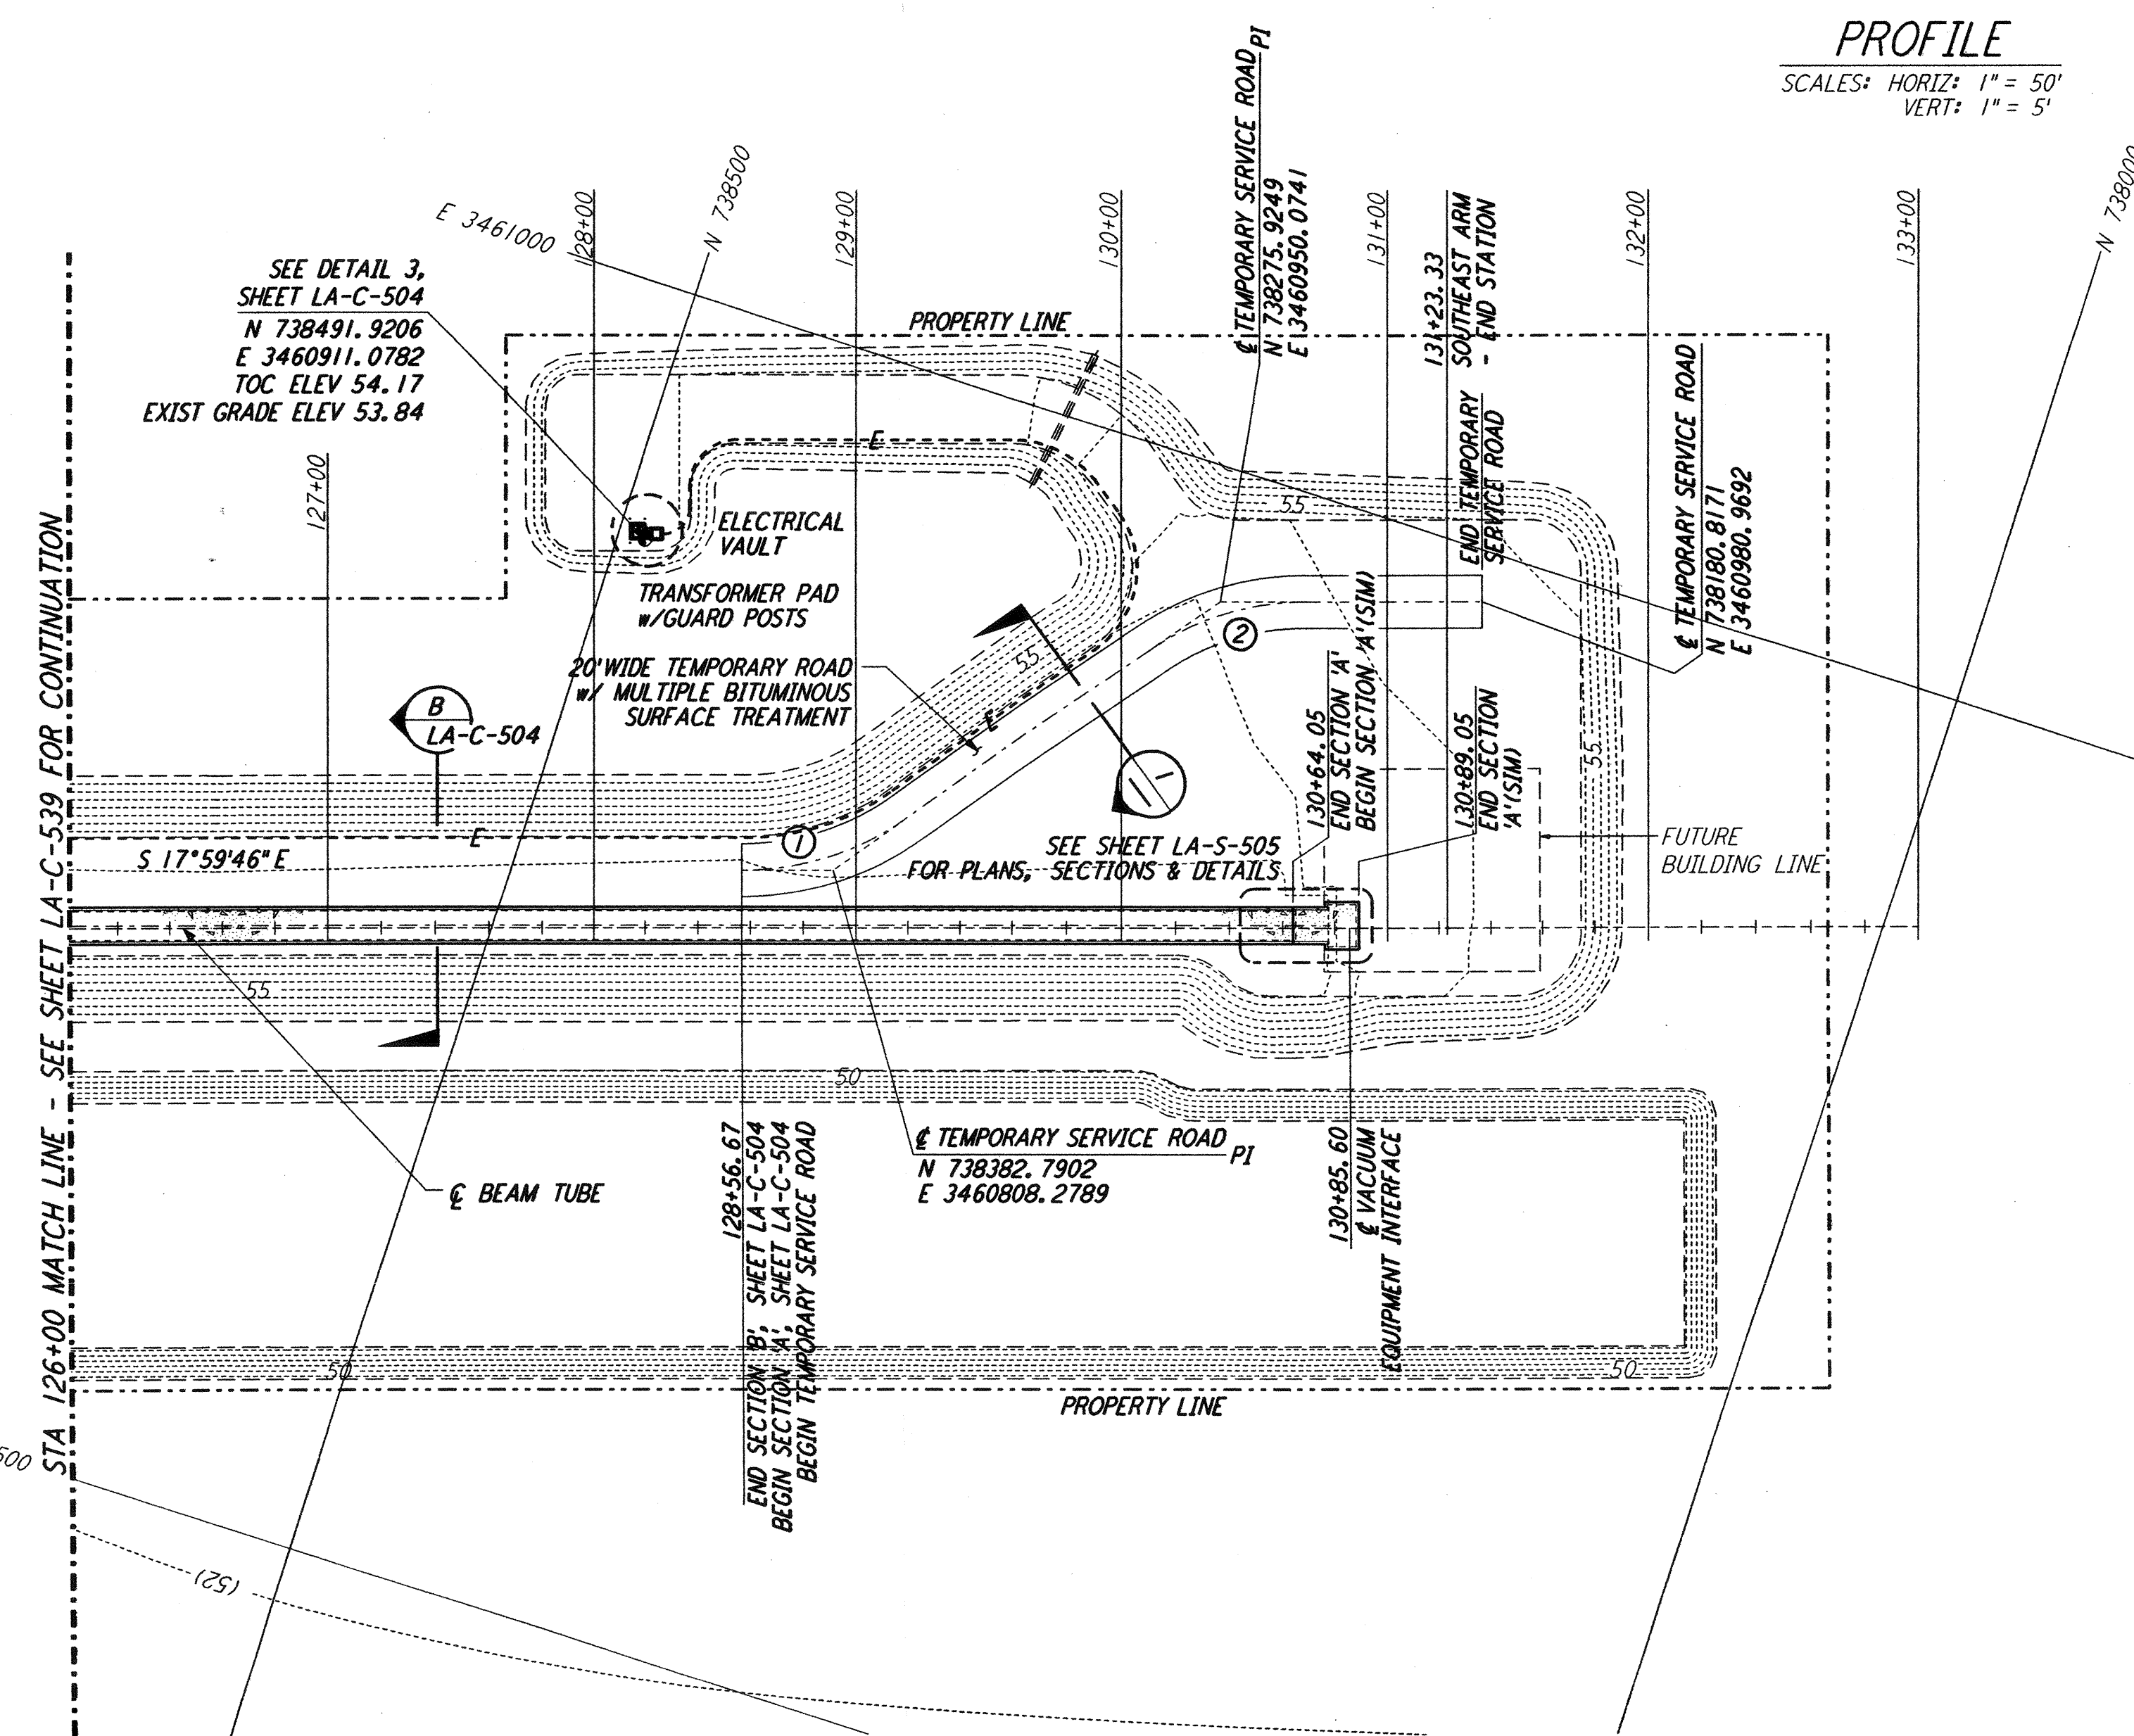 PROFILE
SCALES: HORIZ: 1" = 50'
VERT: 1" = 5'
E 3461000
N 738500
N 738000
127+00
128+00
129+00
130+00
131+00
132+00
133+00
SEE DETAIL 3,
SHEET LA-C-504
N 738491.9206
E 3460911.0782
TOC ELEV 54.17
EXIST GRADE ELEV 53.84
PROPERTY LINE
℄ TEMPORARY SERVICE ROAD PI
N 738275.9249
E 3460950.0741
131+23.33
SOUTHEAST ARM
- END STATION
END TEMPORARY
SERVICE ROAD
℄ TEMPORARY SERVICE ROAD
N 738180.8171
E 3460980.9692
E
ELECTRICAL
VAULT
TRANSFORMER PAD
w/GUARD POSTS
20' WIDE TEMPORARY ROAD
w/ MULTIPLE BITUMINOUS
SURFACE TREATMENT
55
55
55
2
B
LA-C-504
E
E
1
1
S 17°59'46" E
SEE SHEET LA-S-505
FOR PLANS, SECTIONS & DETAILS
130+64.05
END SECTION 'A'
BEGIN SECTION 'A'(SIM)
130+89.05
END SECTION
'A'(SIM)
FUTURE
BUILDING LINE
55
STA 126+00 MATCH LINE - SEE SHEET LA-C-539 FOR CONTINUATION
50
℄ BEAM TUBE
128+56.67
END SECTION 'B', SHEET LA-C-504
BEGIN SECTION 'A', SHEET LA-C-504
BEGIN TEMPORARY SERVICE ROAD
℄ TEMPORARY SERVICE ROAD PI
N 738382.7902
E 3460808.2789
130+85.60
℄ VACUUM
EQUIPMENT INTERFACE
50
50
PROPERTY LINE
(52)